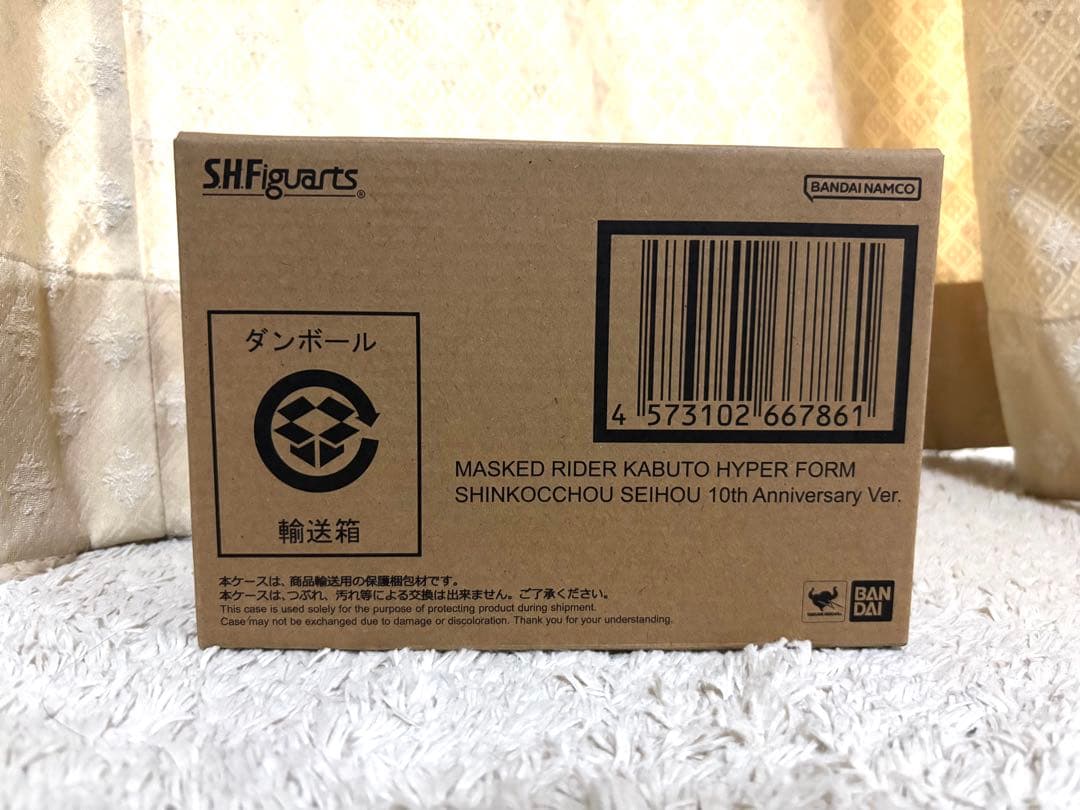 S.H.Figuarts®
BANDAI NAMCO
4 573102 667861
ダンボール
輸送箱
MASKED RIDER KABUTO HYPER FORM
SHINKOCCHOU SEIHOU 10th Anniversary Ver.
本ケースは、商品輸送用の保護梱包材です。
本ケースは、つぶれ、汚れ等による交換は出来ません。ご了承ください。
This case is used solely for the purpose of protecting product during shipment.
Case may not be exchanged due to damage or discoloration. Thank you for your understanding.
BAN
DAI